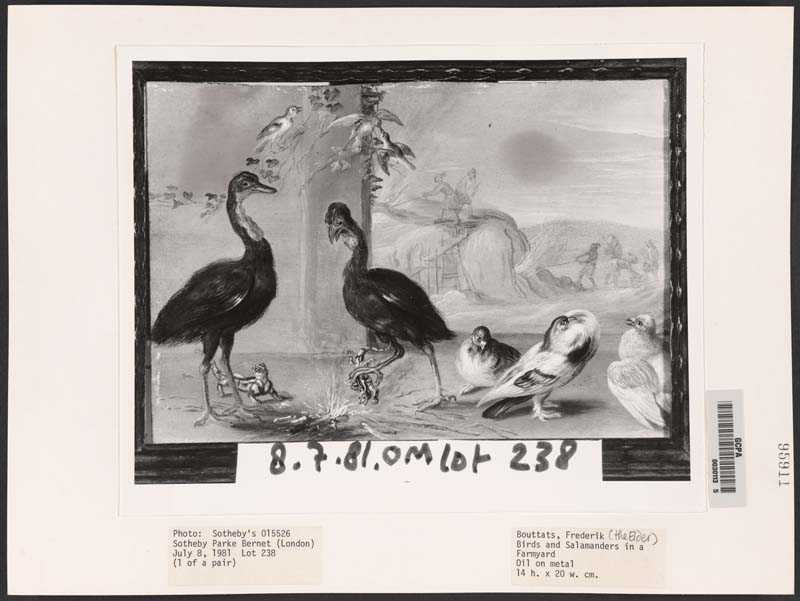 8.7.81.OM lot 238
GCPA
0030113 5
95911
Photo: Sotheby's 015526
Sotheby Parke Bernet (London)
July 8, 1981 Lot 238
(1 of a pair)
Bouttats, Frederik (the Elder)
Birds and Salamanders in a
Farmyard
Oil on metal
14 h. x 20 w. cm.